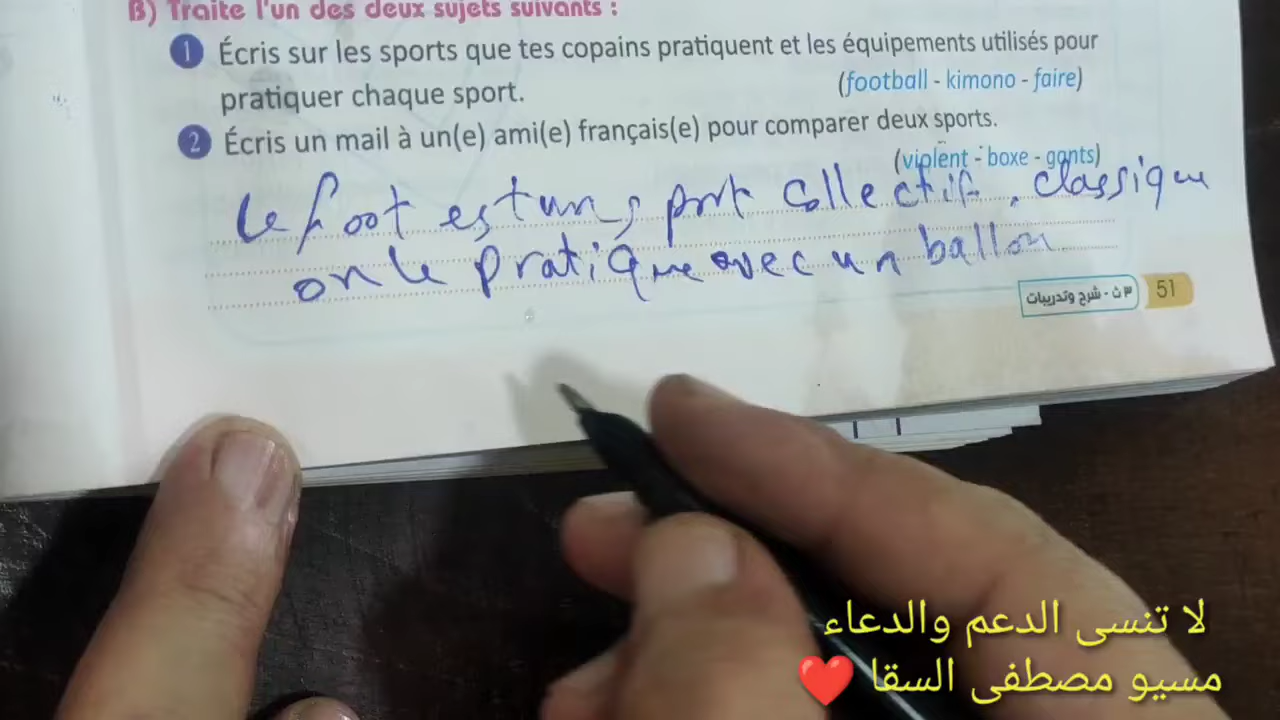 B) Traite l'un des deux sujets suivants :
1 Écris sur les sports que tes copains pratiquent et les équipements utilisés pour
pratiquer chaque sport. (football - kimono - faire)
2 Écris un mail à un(e) ami(e) français(e) pour comparer deux sports.
(violent - boxe - gants)
Le foot est un sport collectif, classique
on le pratique avec un ballon
٣ ث - شرح وتدريبات 51
لا تنسى الدعم والدعاء
مسيو مصطفى السقا ❤️